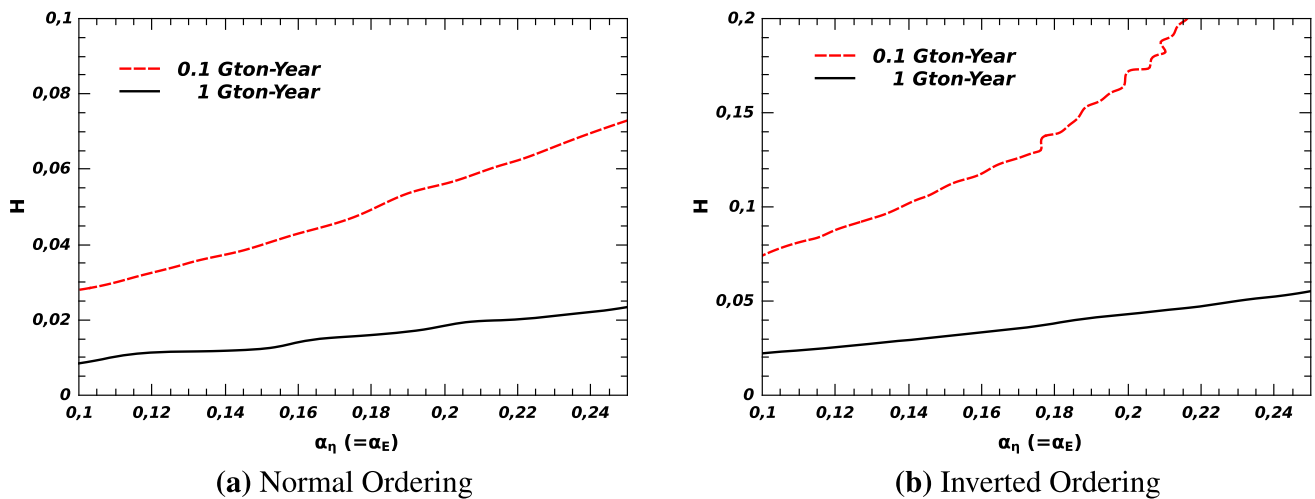 0,1
0,08
0,06
0,04
0,02
0
H
0.1 Gton-Year
1 Gton-Year
0,1 0,12 0,14 0,16 0,18 0,2 0,22 0,24
αη (=αE)
(a) Normal Ordering
0,2
0,15
0,1
0,05
0
H
0.1 Gton-Year
1 Gton-Year
0,1 0,12 0,14 0,16 0,18 0,2 0,22 0,24
αη (=αE)
(b) Inverted Ordering